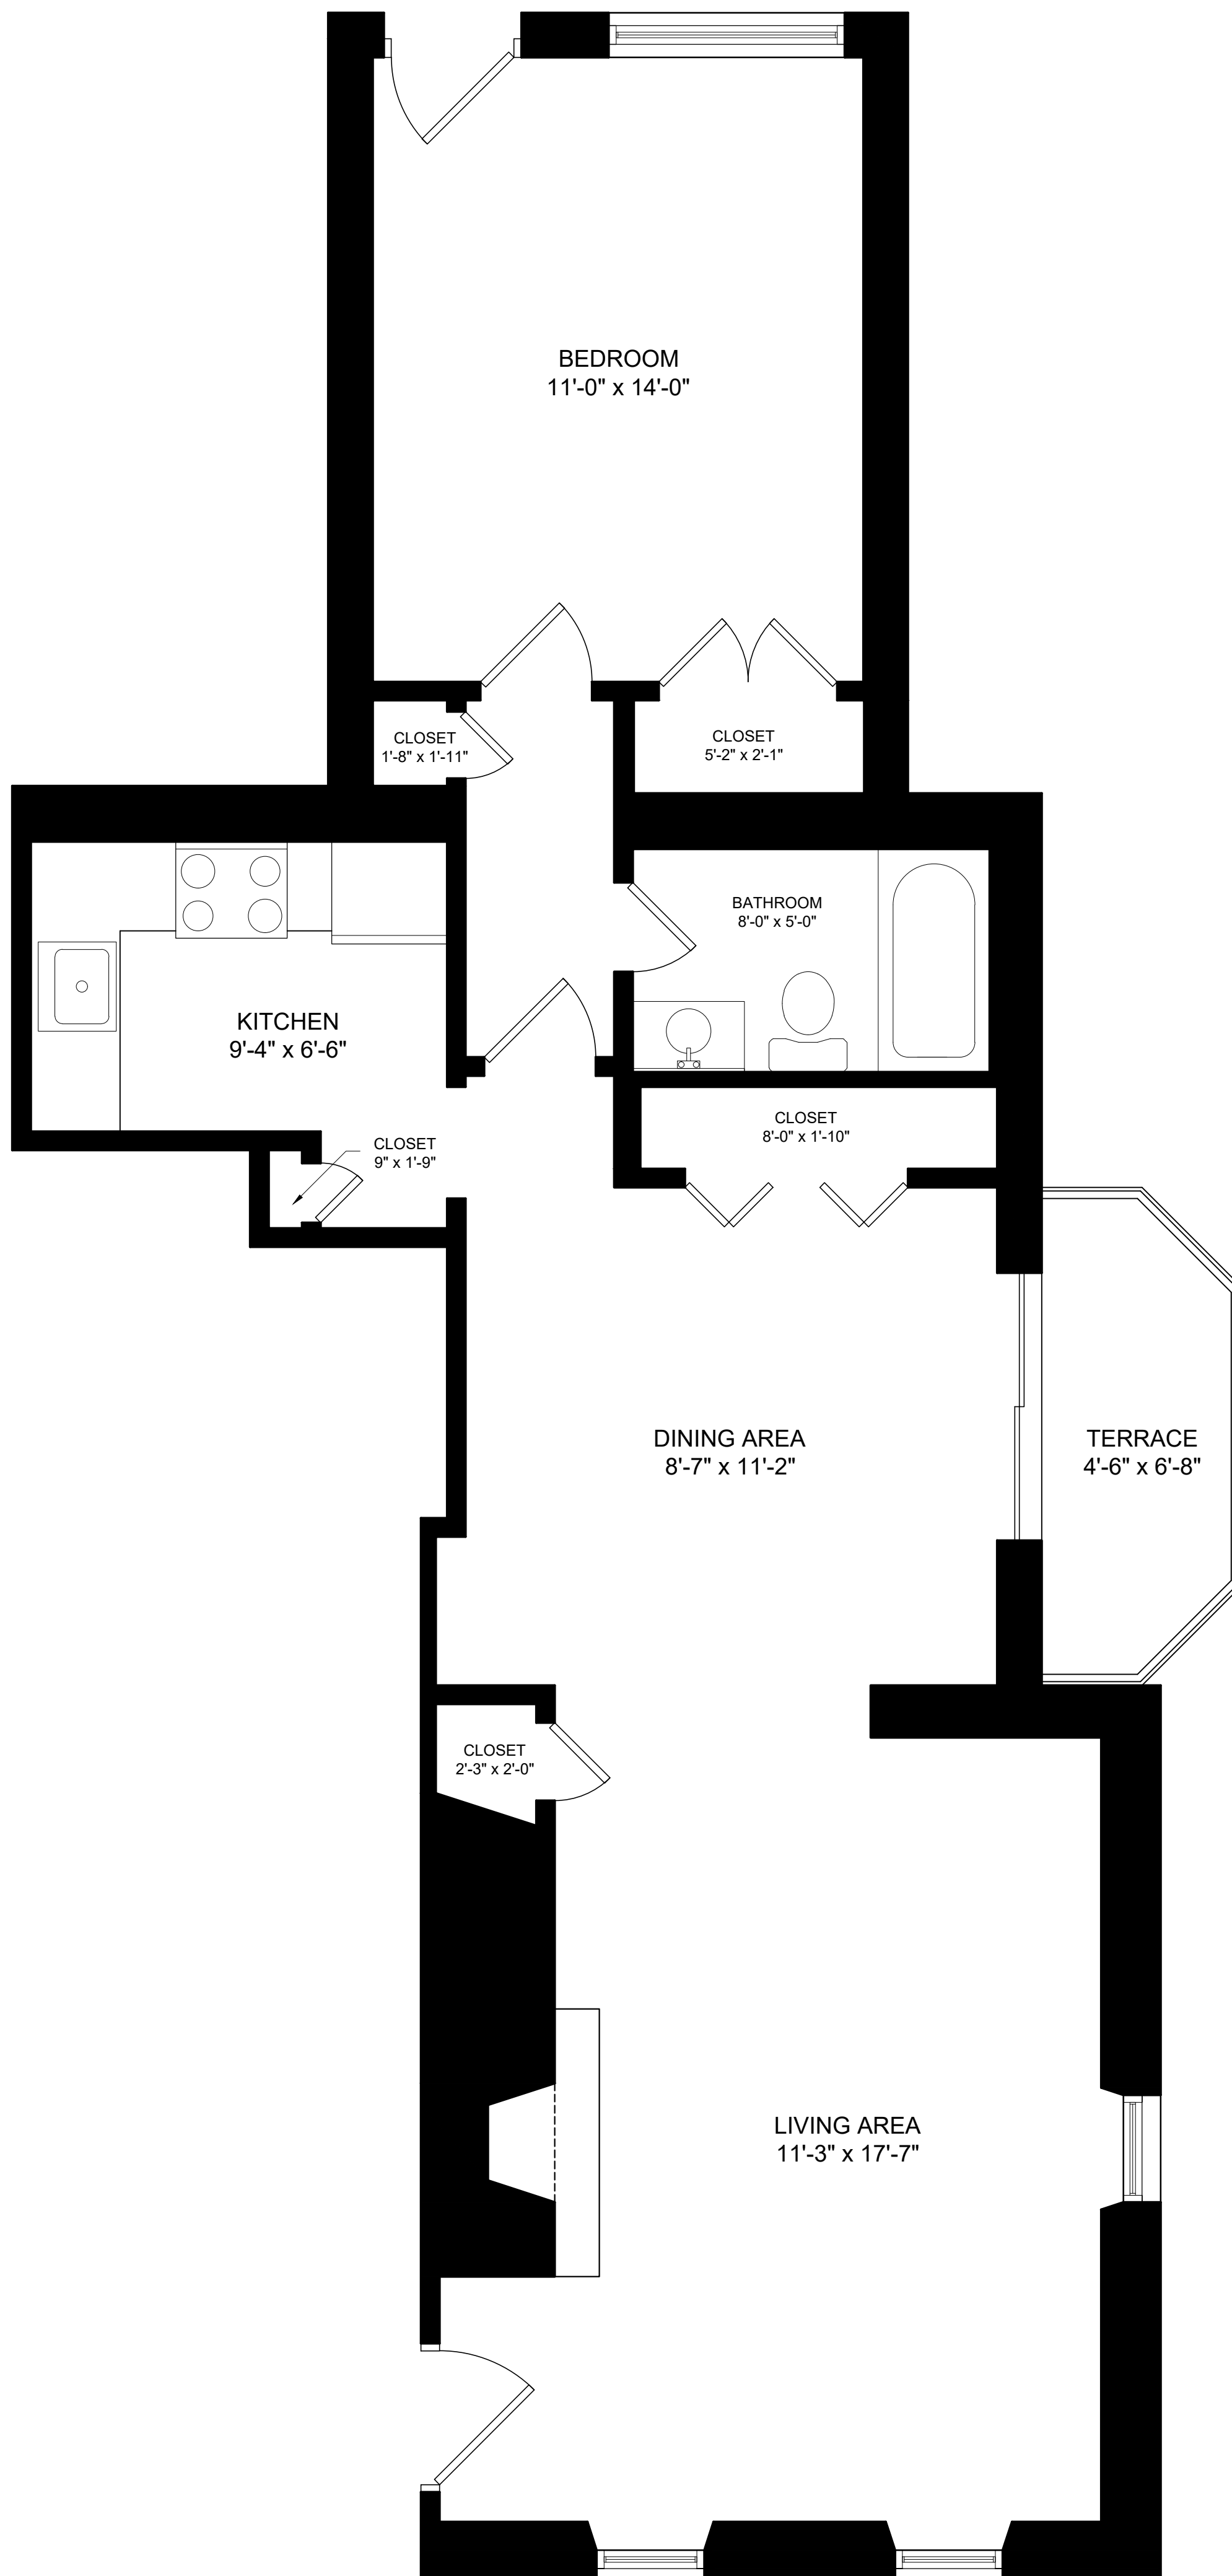 BEDROOM
11'-0" x 14'-0"
CLOSET
1'-8" x 1'-11"
CLOSET
5'-2" x 2'-1"
BATHROOM
8'-0" x 5'-0"
KITCHEN
9'-4" x 6'-6"
CLOSET
8'-0" x 1'-10"
CLOSET
9" x 1'-9"
DINING AREA
8'-7" x 11'-2"
TERRACE
4'-6" x 6'-8"
CLOSET
2'-3" x 2'-0"
LIVING AREA
11'-3" x 17'-7"